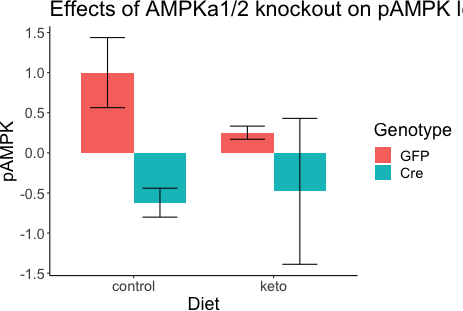 Effects of AMPKa1/2 knockout on pAMPK l
pAMPK
1.5
1.0
0.5
0.0
-0.5
-1.0
-1.5
control
keto
Diet
Genotype
GFP
Cre